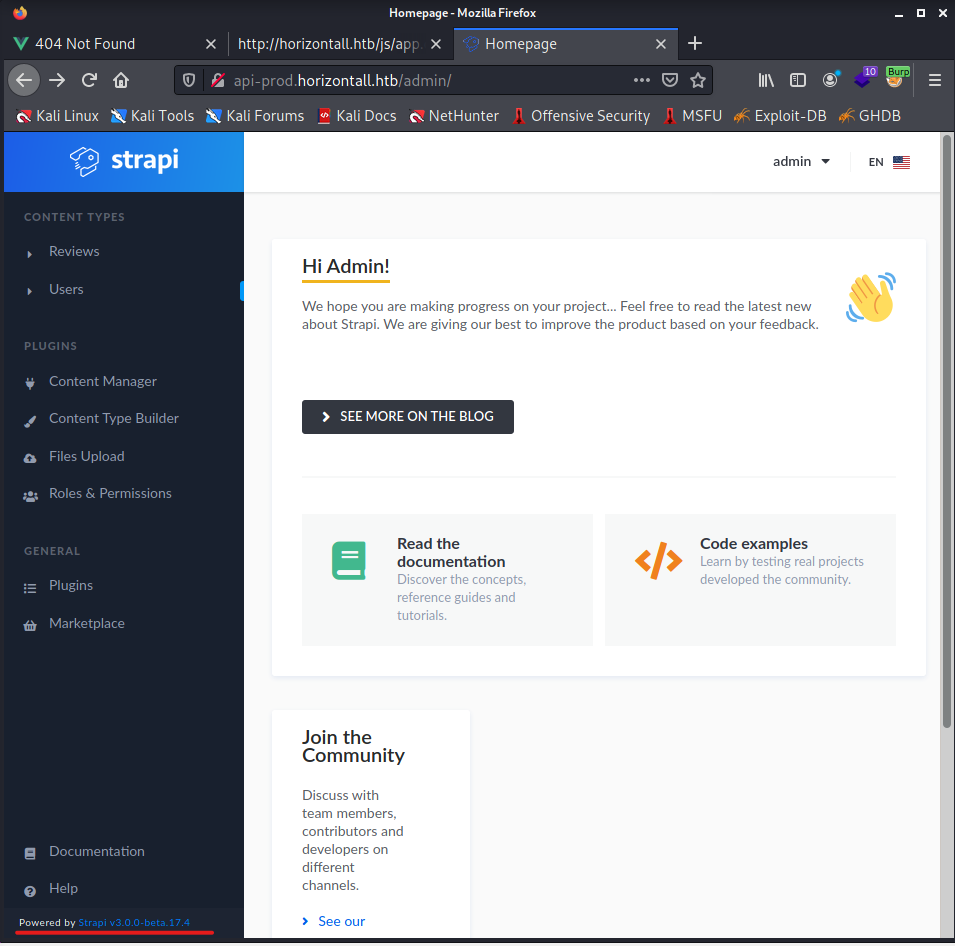 Homepage - Mozilla Firefox
404 Not Found
http://horizontall.htb/js/app.
Homepage
api-prod.horizontall.htb/admin/
10
Burp
Kali Linux
Kali Tools
Kali Forums
Kali Docs
NetHunter
Offensive Security
MSFU
Exploit-DB
GHDB
strapi
admin
EN
CONTENT TYPES
Reviews
Users
PLUGINS
Content Manager
Content Type Builder
Files Upload
Roles & Permissions
GENERAL
Plugins
Marketplace
Documentation
Help
Powered by Strapi v3.0.0-beta.17.4
Hi Admin!
We hope you are making progress on your project... Feel free to read the latest new
about Strapi. We are giving our best to improve the product based on your feedback.
SEE MORE ON THE BLOG
Read the
documentation
Discover the concepts,
reference guides and
tutorials.
Code examples
Learn by testing real projects
developed the community.
Join the
Community
Discuss with
team members,
contributors and
developers on
different
channels.
See our